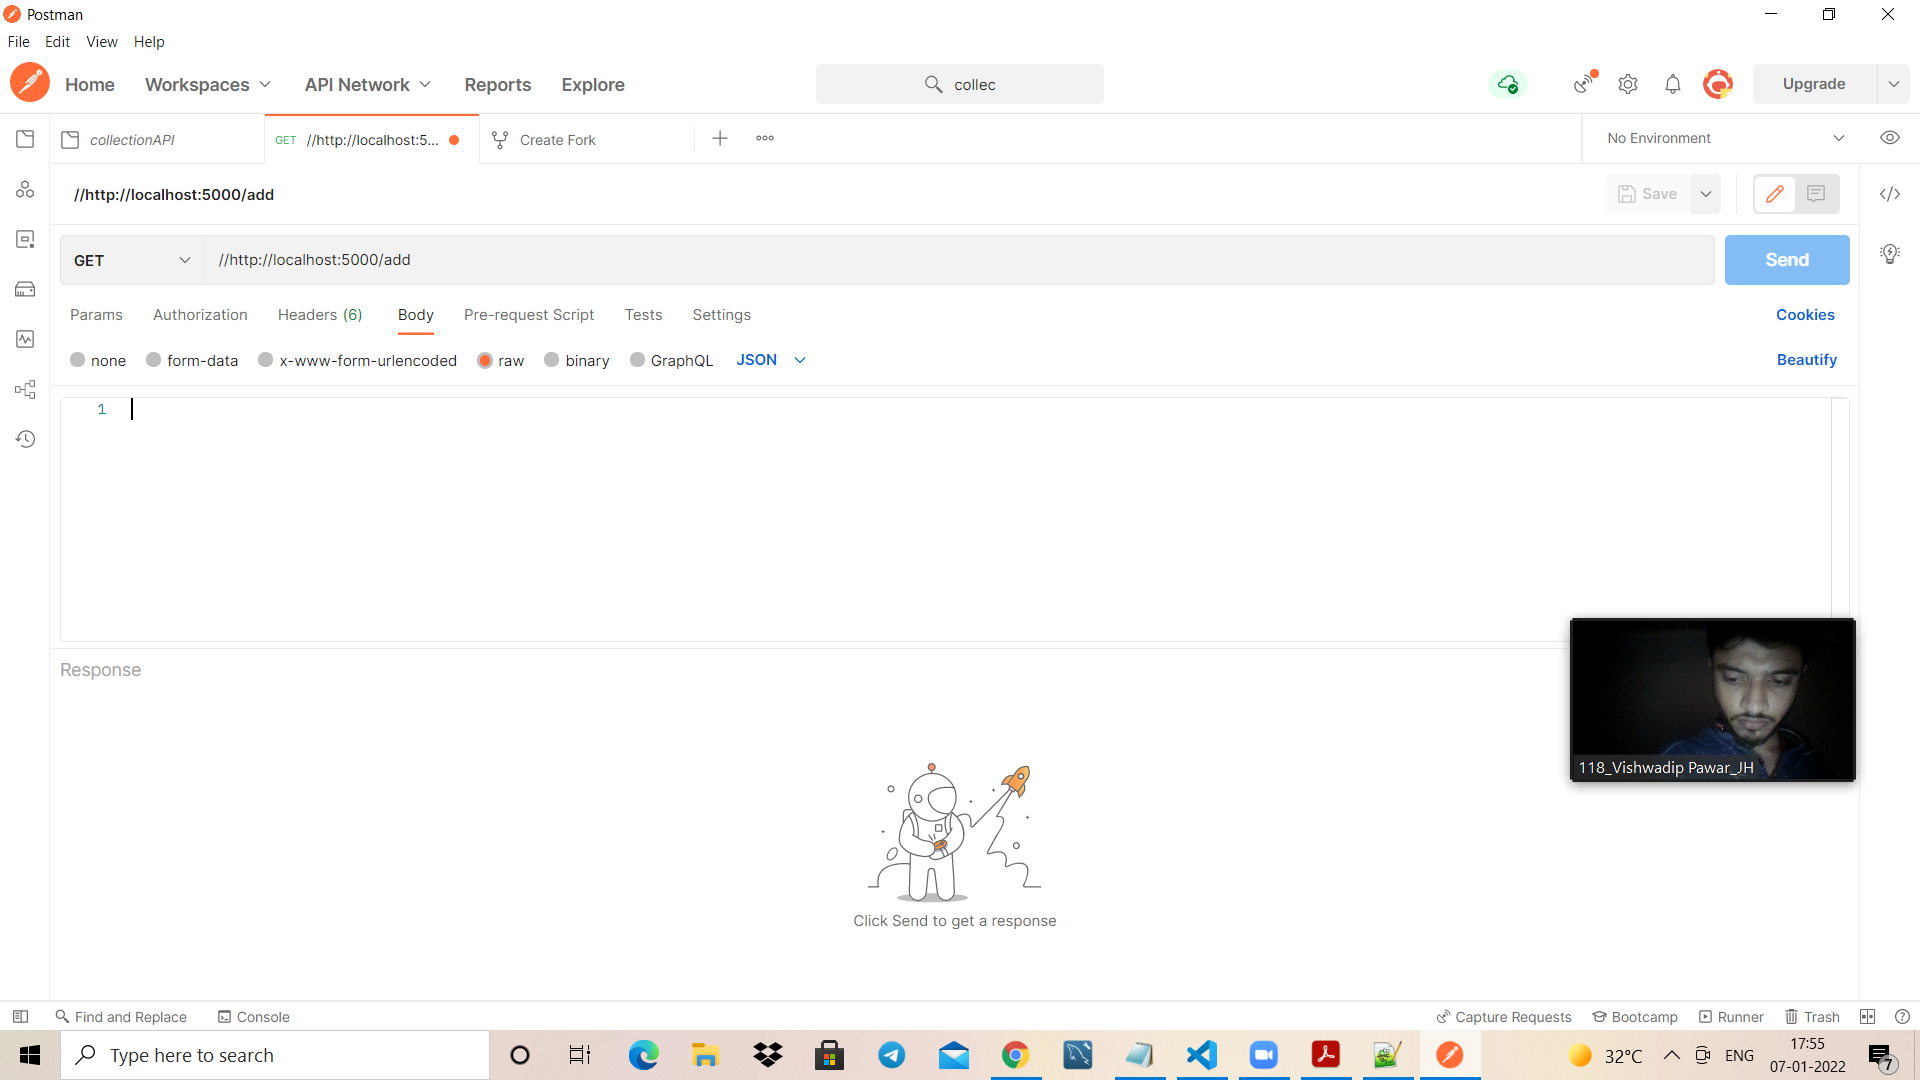 Postman
File Edit View Help
Home Workspaces API Network Reports Explore collec Upgrade
collectionAPI GET //http://localhost:5... Create Fork No Environment
//http://localhost:5000/add Save
GET //http://localhost:5000/add Send
Params Authorization Headers (6) Body Pre-request Script Tests Settings Cookies
none form-data x-www-form-urlencoded raw binary GraphQL JSON Beautify
1
Response
118_Vishwadip Pawar_JH
Click Send to get a response
Find and Replace Console Capture Requests Bootcamp Runner Trash
Type here to search 32°C ENG 17:55
07-01-2022 7